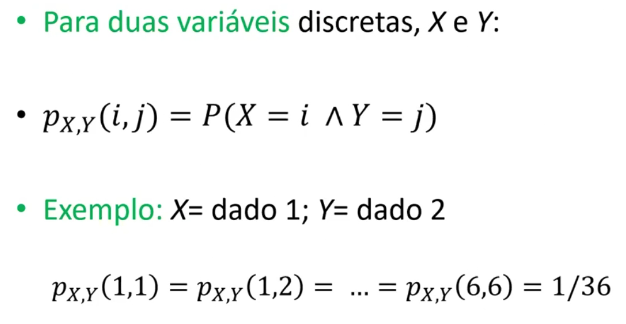 • Para duas variáveis discretas, X e Y:
• p_{X,Y}(i,j) = P(X = i ∧ Y = j)
• Exemplo: X= dado 1; Y= dado 2
p_{X,Y}(1,1) = p_{X,Y}(1,2) = ... = p_{X,Y}(6,6) = 1/36